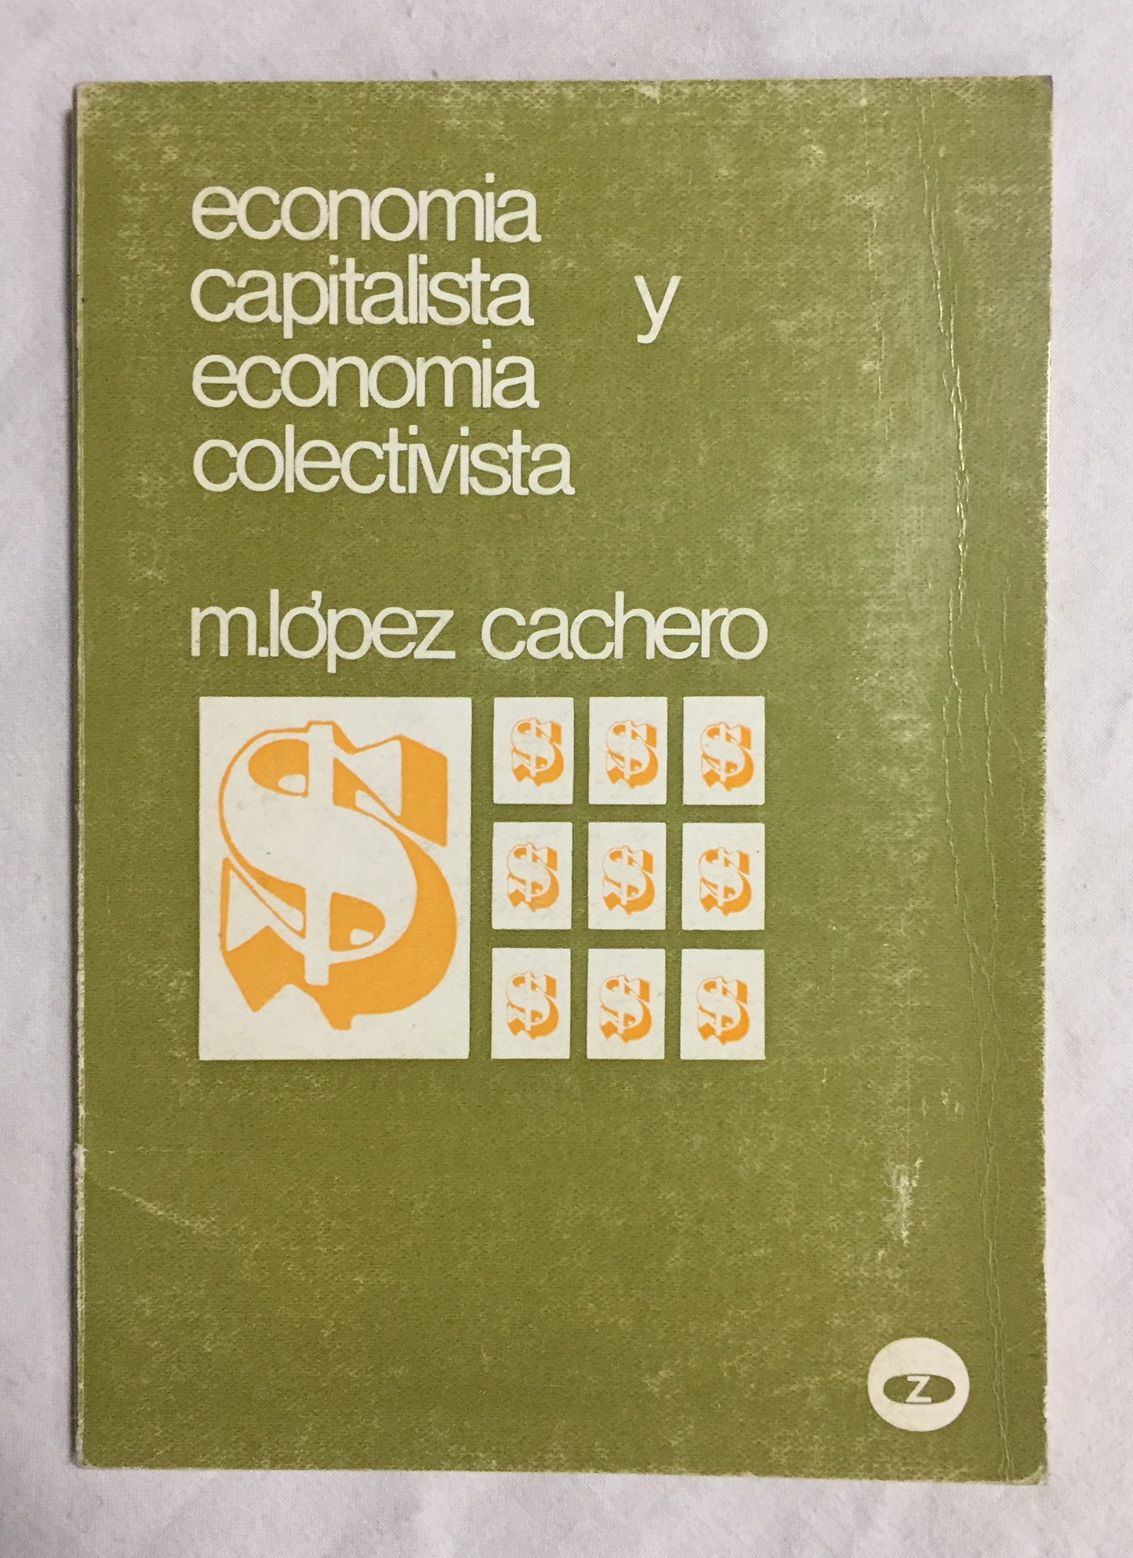 economia
capitalista y
economia
colectivista
m.lópez cachero
$
$ $ $
$ $ $
$ $ $
Z